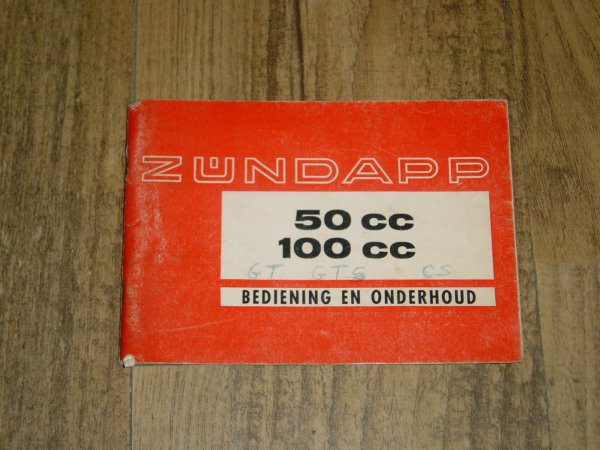 ZÜNDAPP
50 cc
100 cc
GT GTS CS
BEDIENING EN ONDERHOUD